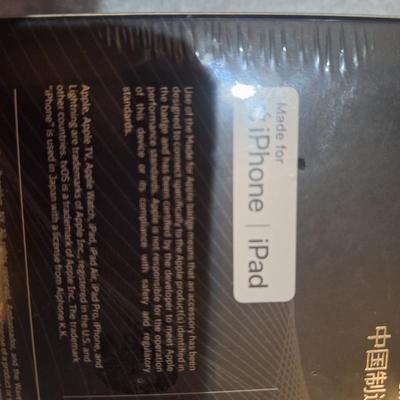 Made for
iPhone | iPad
Use of the Made for Apple badge means that an accessory has been
designed to connect specifically to the Apple product(s) identified in
the badge and has been certified by the developer to meet Apple
performance standards. Apple is not responsible for the operation
of this device or its compliance with safety and regulatory
standards.
Apple, Apple TV, Apple Watch, iPad, iPad Air, iPad Pro, iPhone, and
Lightning are trademarks of Apple Inc., registered in the U.S. and
other countries. tvOS is a trademark of Apple Inc. The trademark
"iPhone" is used in Japan with a license from Aiphone K.K.
中国制造